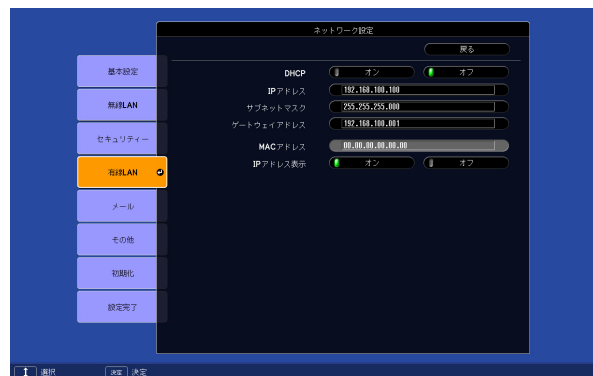 ネットワーク設定
戻る
基本設定
無線LAN
セキュリティー
有線LAN
メール
その他
初期化
設定完了
DHCP オン オフ
IPアドレス 192.168.100.100
サブネットマスク 255.255.255.000
ゲートウェイアドレス 192.168.100.001
MACアドレス 00.00.00.00.00.00
IPアドレス表示 オン オフ
選択 決定 決定